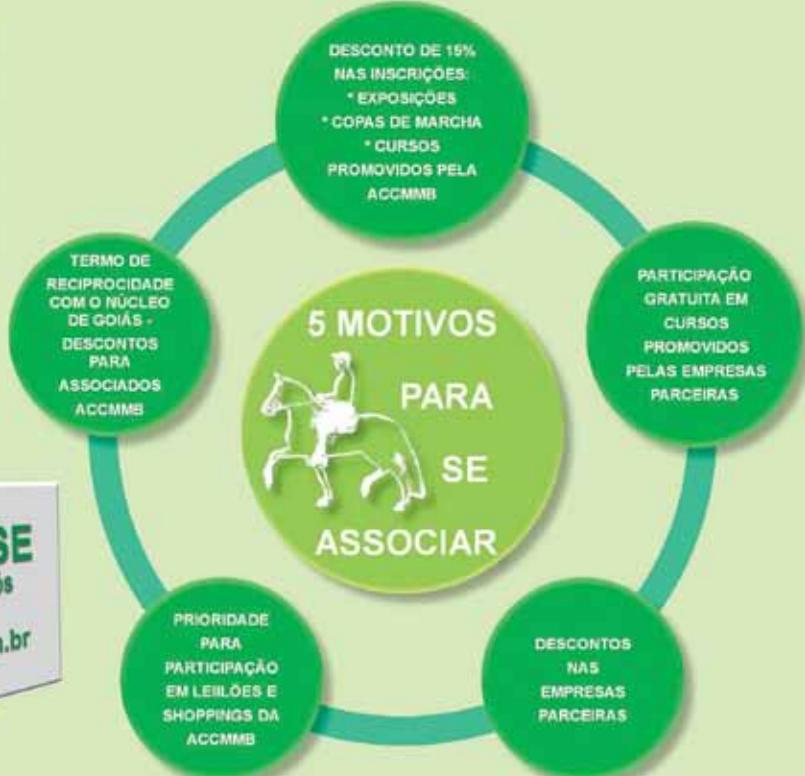 5 MOTIVOS
PARA
SE
ASSOCIAR
DESCONTO DE 15%
NAS INSCRIÇÕES:
* EXPOSIÇÕES
* COPAS DE MARCHA
* CURSOS
PROMOVIDOS PELA
ACCMMB
PARTICIPAÇÃO
GRATUITA EM
CURSOS
PROMOVIDOS
PELAS EMPRESAS
PARCEIRAS
DESCONTOS
NAS
EMPRESAS
PARCEIRAS
PRIORIDADE
PARA
PARTICIPAÇÃO
EM LEIILÕES E
SHOPPINGS DA
ACCMMB
TERMO DE
RECIPROCIDADE
COM O NÚCLEO
DE GOIÁS -
DESCONTOS
PARA
ASSOCIADOS
ACCMMB
SE
.br